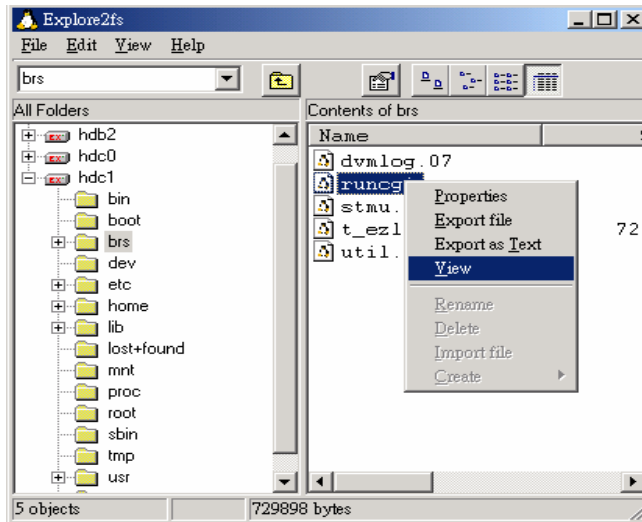 Explore2fs
File Edit View Help
brs
All Folders
Contents of brs
hdb2
hdc0
hdc1
bin
boot
brs
dev
etc
home
lib
lost+found
mnt
proc
root
sbin
tmp
usr
Name
dvmlog.07
runcgi
stmu.
t_ezl 72
util.
Properties
Export file
Export as Text
View
Rename
Delete
Import file
Create
5 objects 729898 bytes